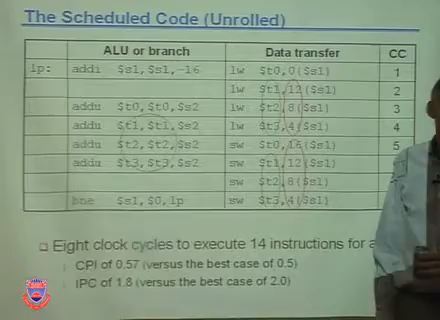 The Scheduled Code (Unrolled)
ALU or branch Data transfer CC
lp: addi $s1,$s1,-16 lw $t0,0($s1) 1
lw $t1,12($s1) 2
addu $t0,$t0,$s2 lw $t2,8($s1) 3
addu $t1,$t1,$s2 lw $t3,4($s1) 4
addu $t2,$t2,$s2 sw $t0,16($s1) 5
addu $t3,$t3,$s2 sw $t1,12($s1)
sw $t2,8($s1)
bne $s1,$0,lp sw $t3,4($s1)
Eight clock cycles to execute 14 instructions for
CPI of 0.57 (versus the best case of 0.5)
IPC of 1.8 (versus the best case of 2.0)